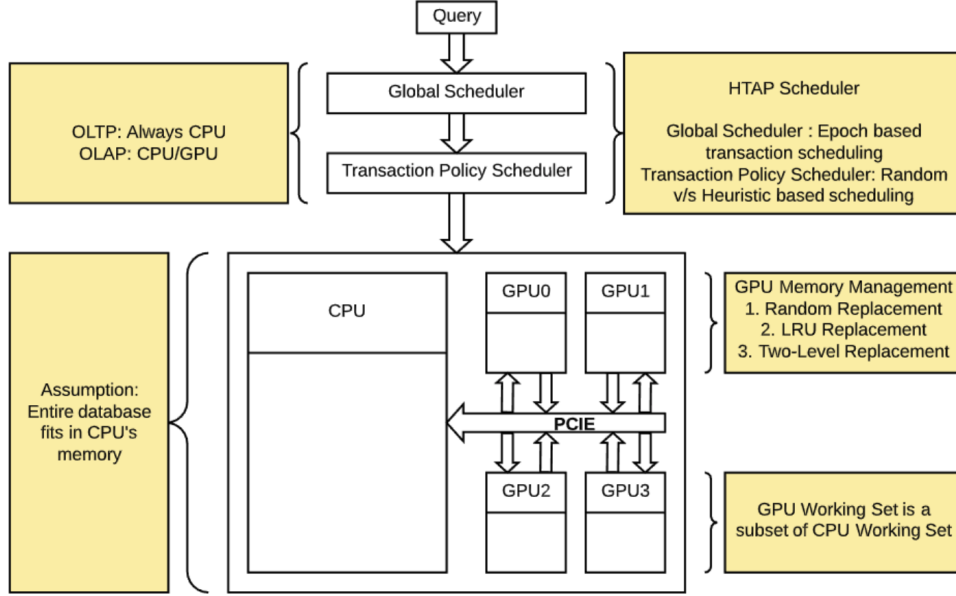 Query
Global Scheduler
Transaction Policy Scheduler
OLTP: Always CPU
OLAP: CPU/GPU
HTAP Scheduler
Global Scheduler : Epoch based
transaction scheduling
Transaction Policy Scheduler: Random
v/s Heuristic based scheduling
Assumption:
Entire database
fits in CPU's
memory
CPU
GPU0
GPU1
PCIE
GPU2
GPU3
GPU Memory Management
1. Random Replacement
2. LRU Replacement
3. Two-Level Replacement
GPU Working Set is a
subset of CPU Working Set